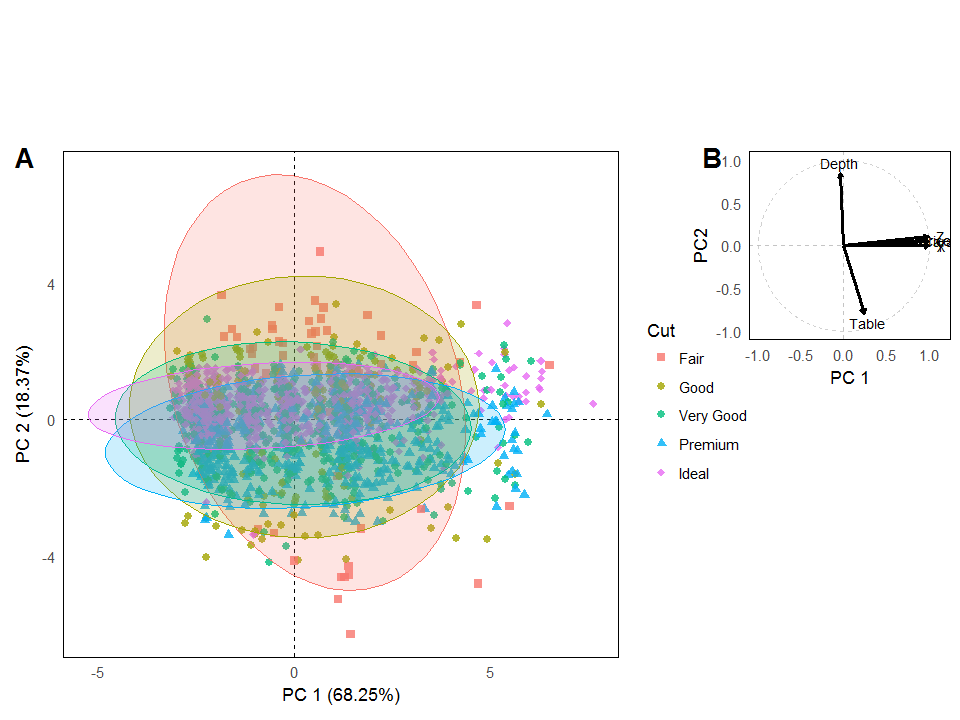 A
PC 2 (18.37%)
4
0
-4
-5
0
5
PC 1 (68.25%)
B
PC2
1.0
0.5
0.0
-0.5
-1.0
Depth
Z
X
Table
-1.0
-0.5
0.0
0.5
1.0
PC 1
Cut
Fair
Good
Very Good
Premium
Ideal